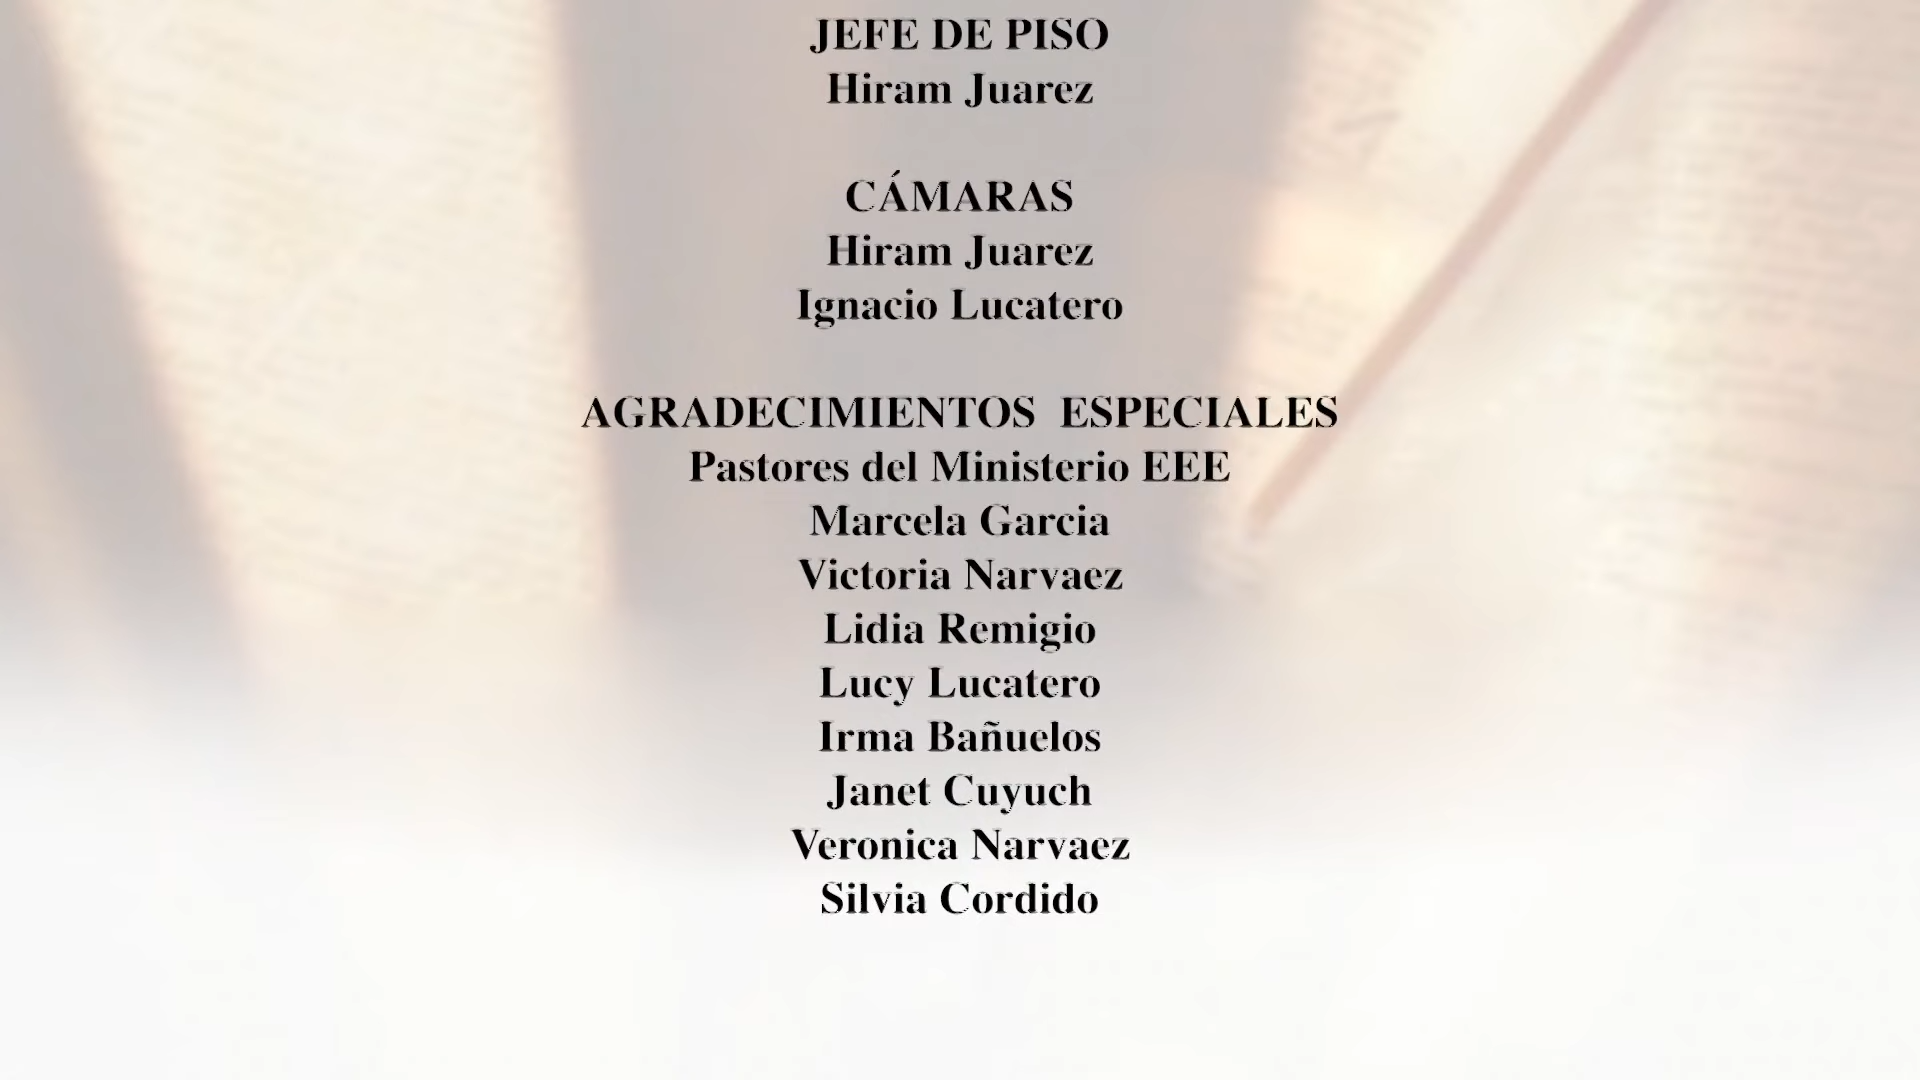 JEFE DE PISO
Hiram Juarez
CÁMARAS
Hiram Juarez
Ignacio Lucatero
AGRADECIMIENTOS ESPECIALES
Pastores del Ministerio EEE
Marcela Garcia
Victoria Narvaez
Lidia Remigio
Lucy Lucatero
Irma Bañuelos
Janet Cuyuch
Veronica Narvaez
Silvia Cordido